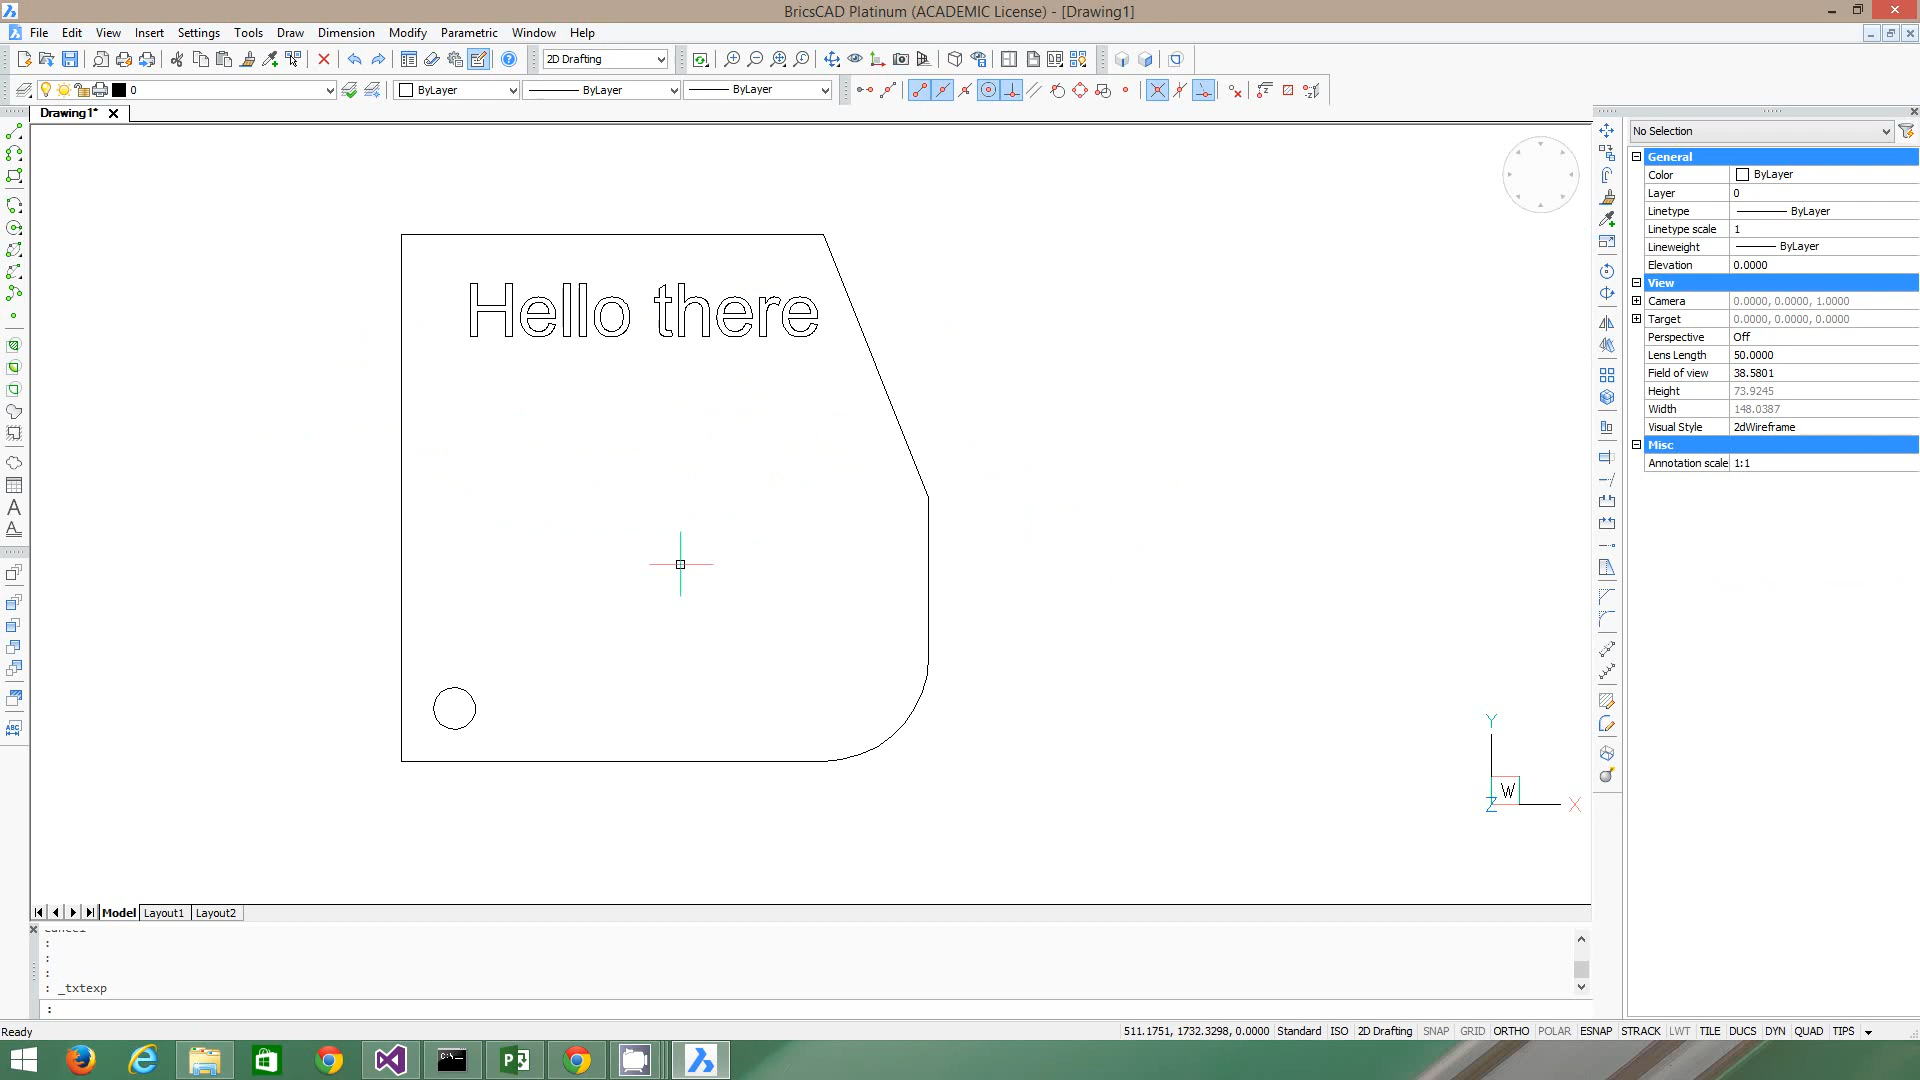 BricsCAD Platinum (ACADEMIC License) - [Drawing1]
File Edit View Insert Settings Tools Draw Dimension Modify Parametric Window Help
2D Drafting
0 ByLayer ByLayer ByLayer
Drawing1*
No Selection
General
Color ByLayer
Layer 0
Linetype ByLayer
Linetype scale 1
Lineweight ByLayer
Elevation 0.0000
View
Camera 0.0000, 0.0000, 1.0000
Target 0.0000, 0.0000, 0.0000
Perspective Off
Lens Length 50.0000
Field of view 38.5801
Height 73.9245
Width 148.0387
Visual Style 2dWireframe
Misc
Annotation scale 1:1
Hello there
A
A
ABC
Y
W
Z X
Model Layout1 Layout2
:
:
:
: _txtexp
:
Ready
511.1751, 1732.3298, 0.0000 Standard ISO 2D Drafting SNAP GRID ORTHO POLAR ESNAP STRACK LWT TILE DUCS DYN QUAD TIPS